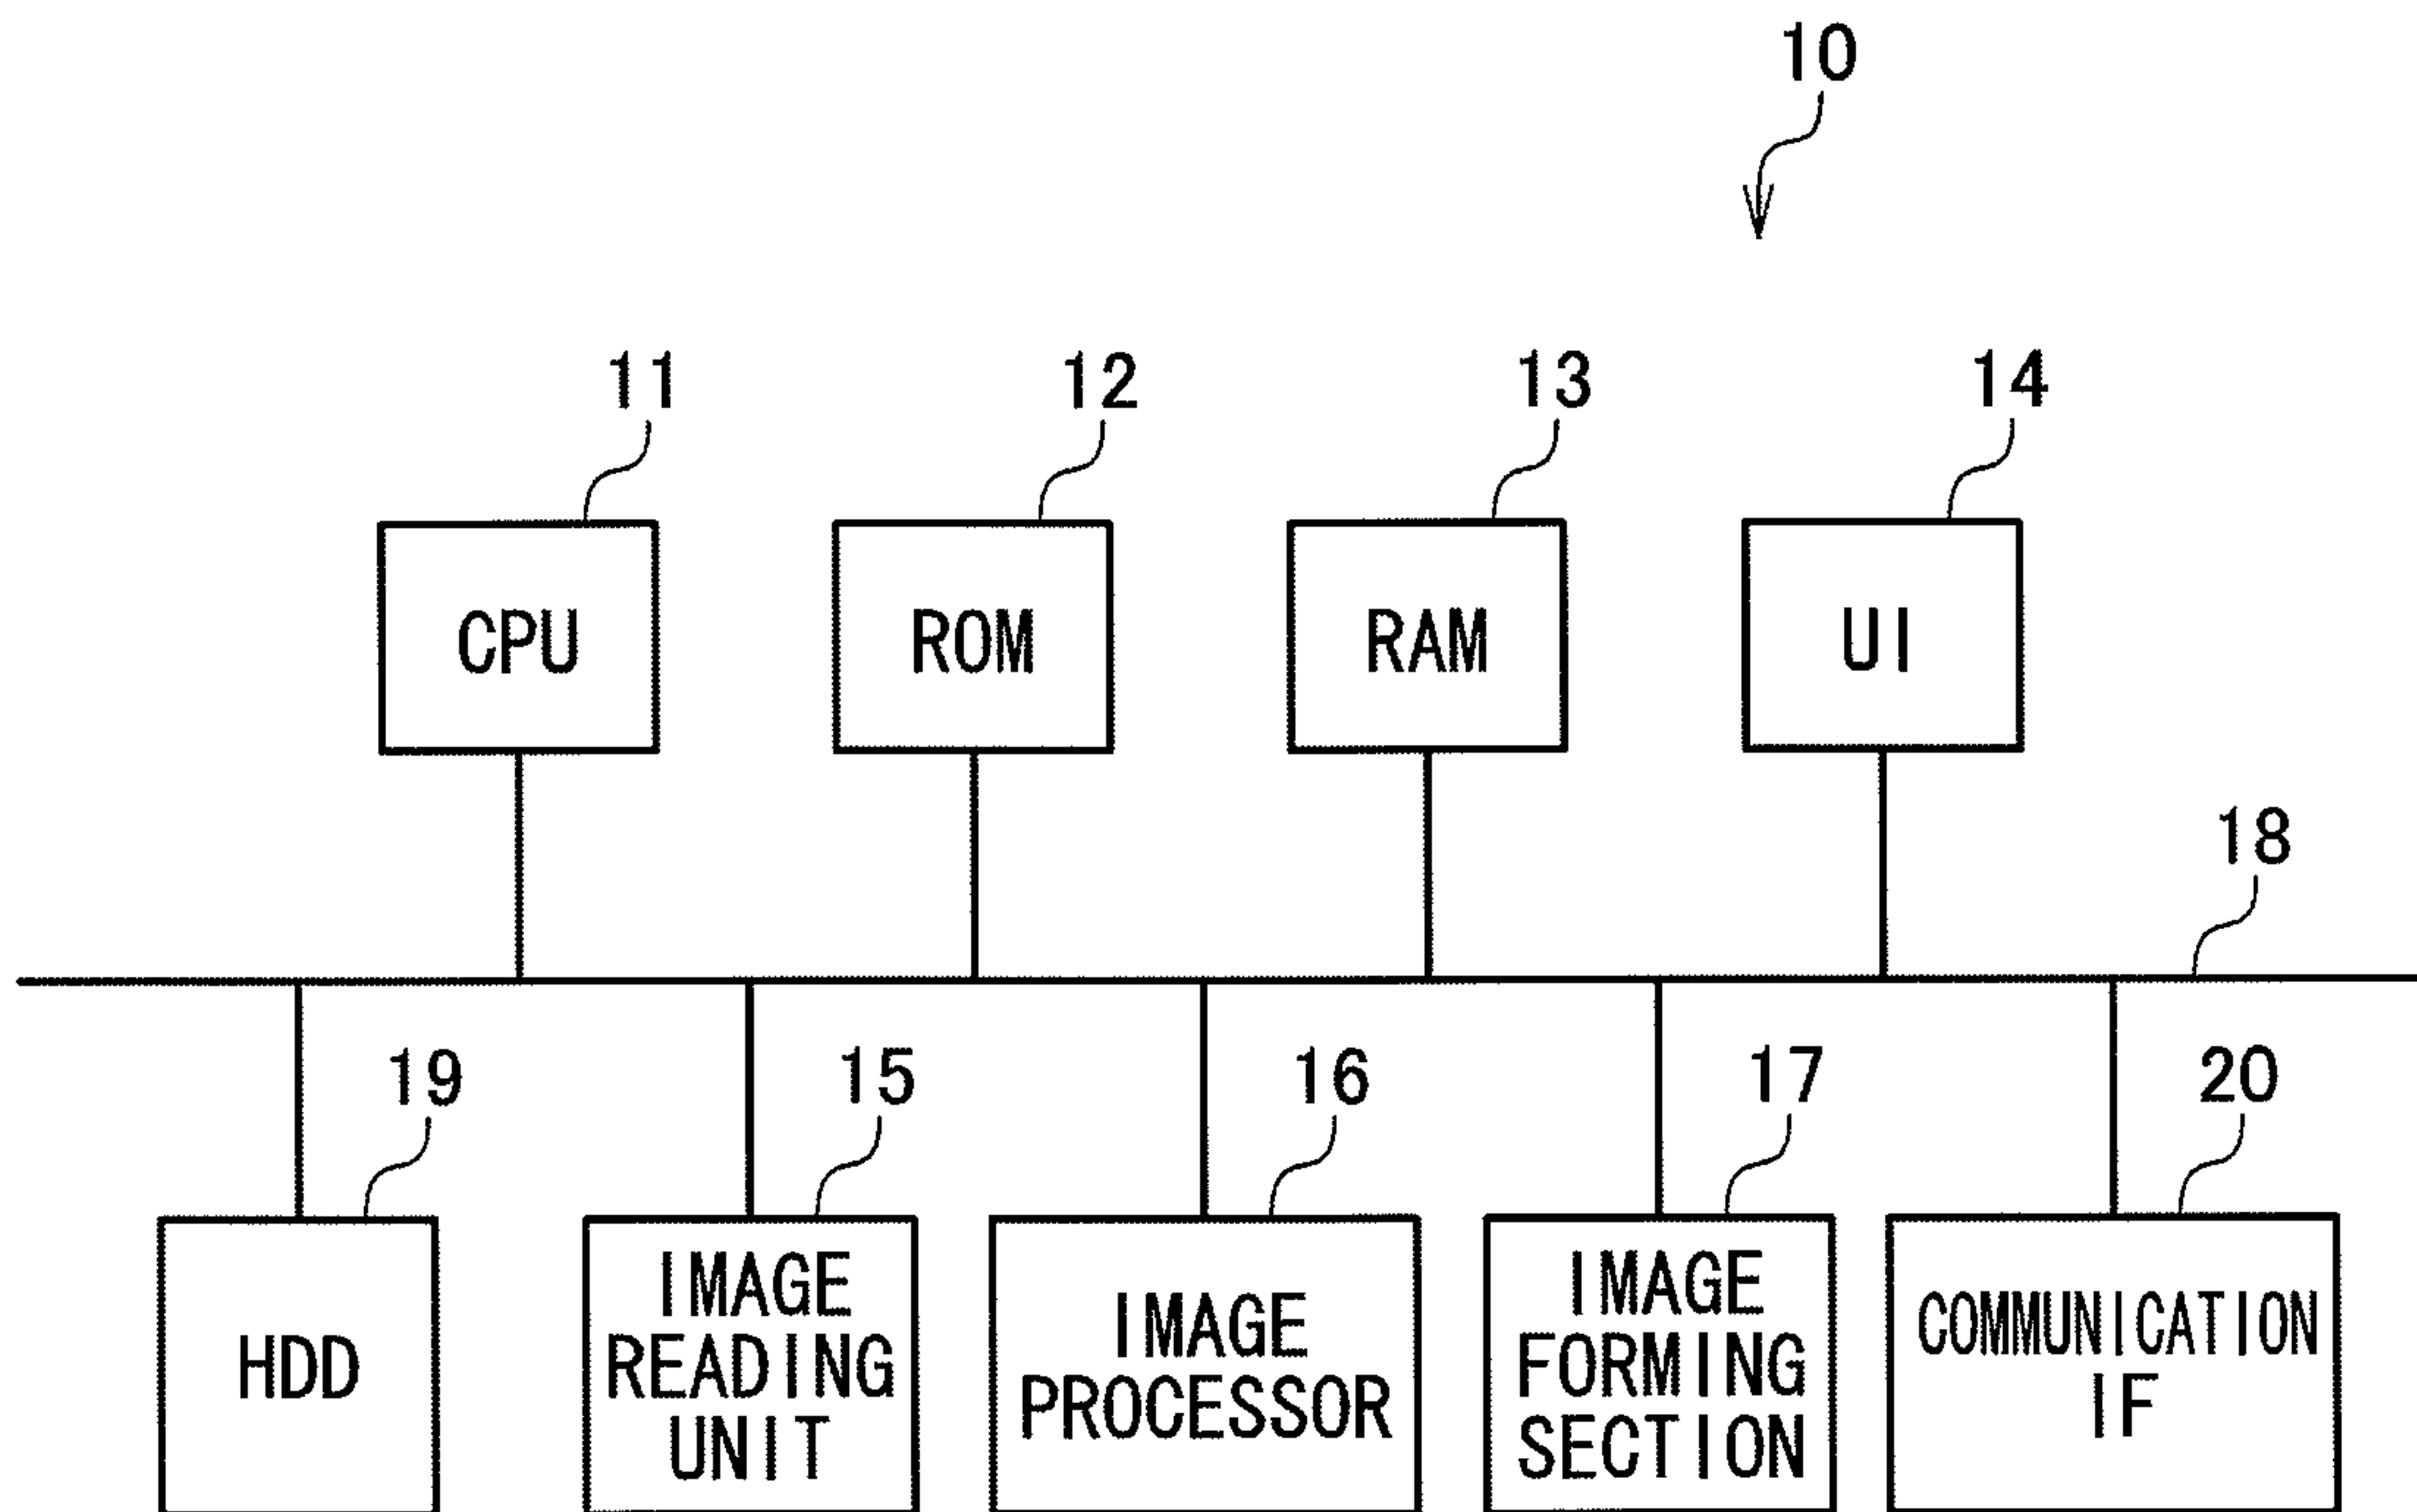 10
11
12
13
14
CPU
ROM
RAM
UI
18
19
15
16
17
20
HDD
IMAGE
READING
UNIT
IMAGE
PROCESSOR
IMAGE
FORMING
SECTION
COMMUNICATION
IF